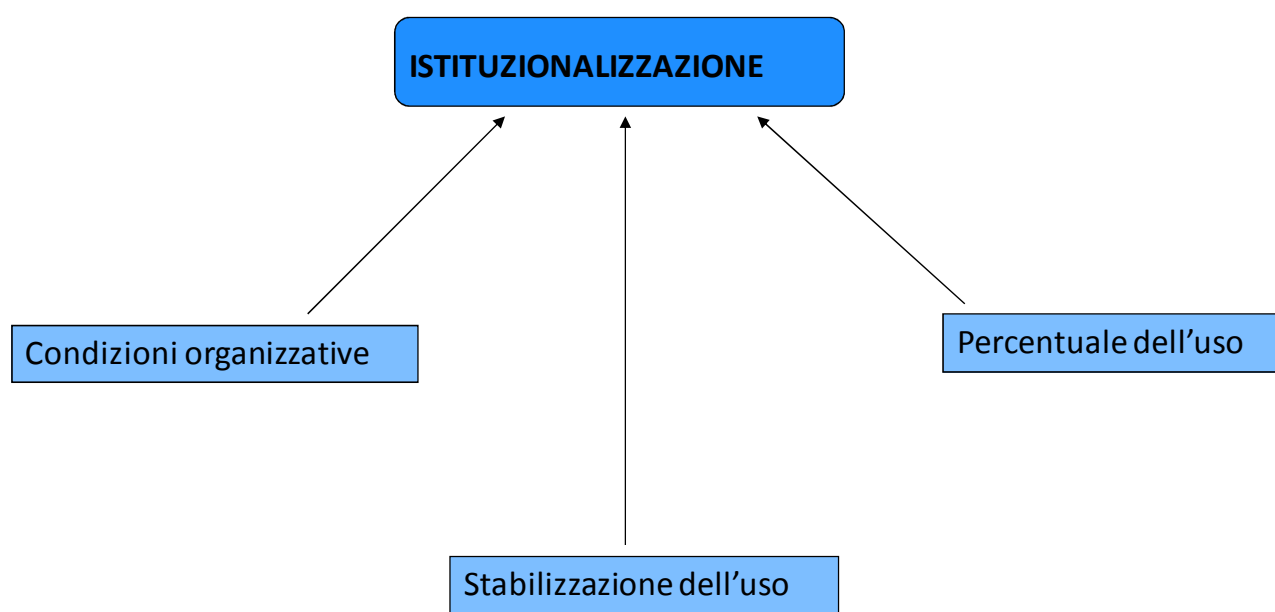 ISTITUZIONALIZZAZIONE
Condizioni organizzative
Percentuale dell’uso
Stabilizzazione dell’uso